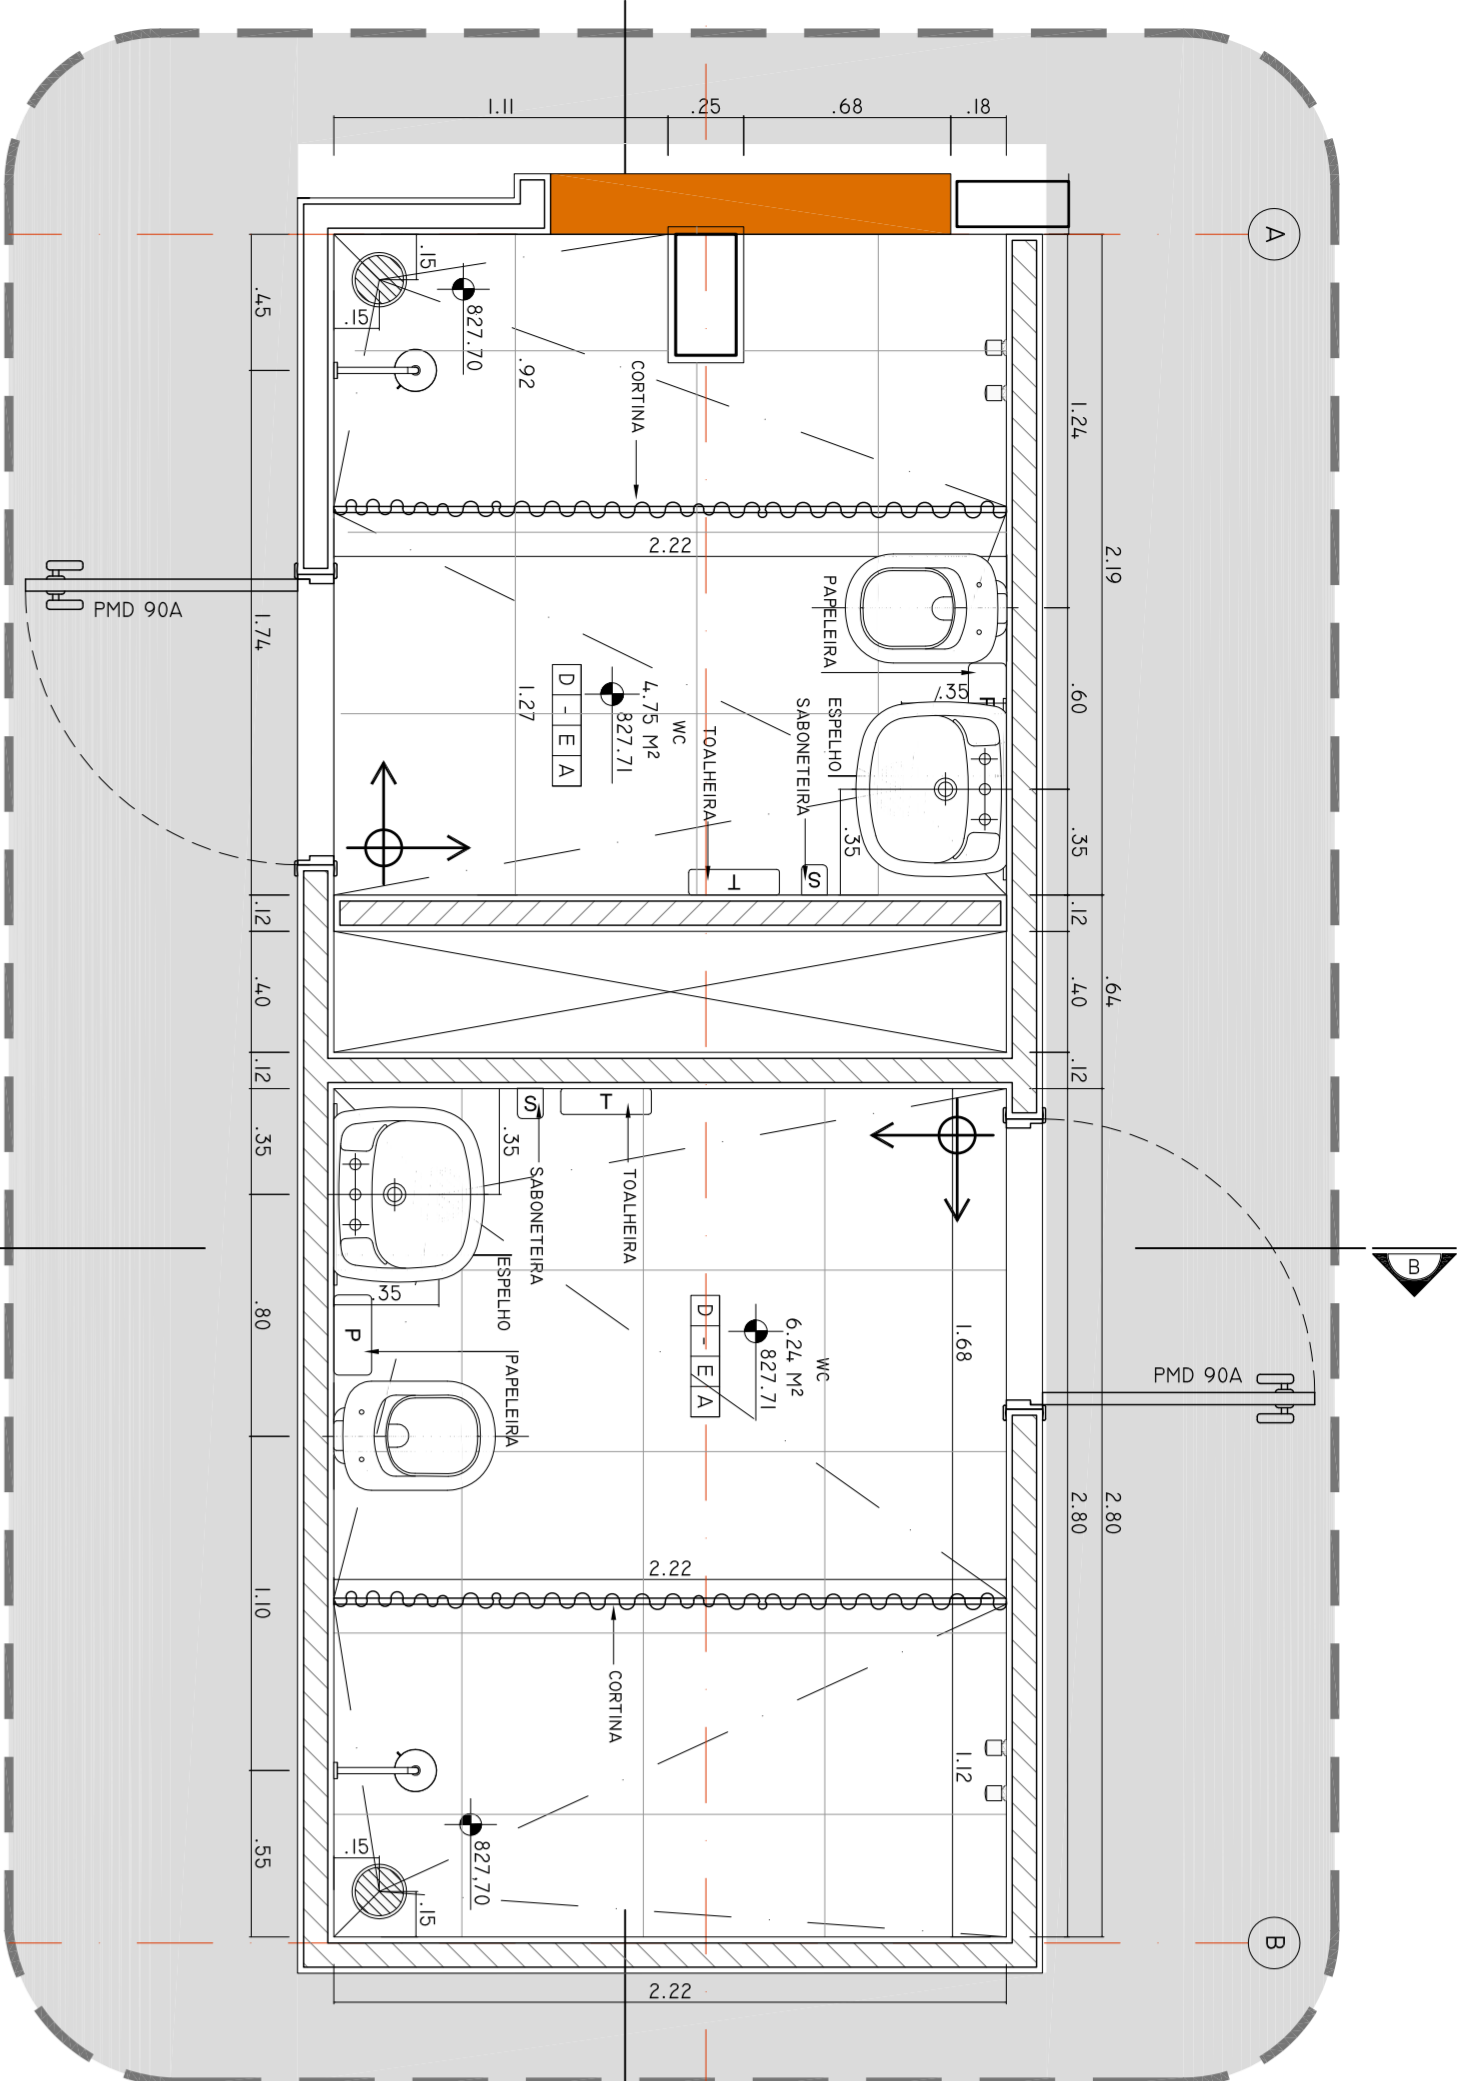 1.11
.25
.68
.18
A
.15
.15
827.70
.92
CORTINA
.45
1.24
2.19
2.22
PMD 90A
1.74
PAPELEIRA
.35
.60
ESPELHO
SABONETEIRA
TOALHEIRA
WC
4.75 M²
827.71
D - E A
1.27
.35
.35
T
S
.12
.12
.40
.40
.64
.12
.12
S
T
.35
.35
SABONETEIRA
TOALHEIRA
ESPELHO
.35
P
PAPELEIRA
.80
WC
6.24 M²
827.71
D - E A
1.68
B
PMD 90A
2.80
2.80
2.22
1.10
CORTINA
1.12
827,70
.15
.15
.55
B
2.22